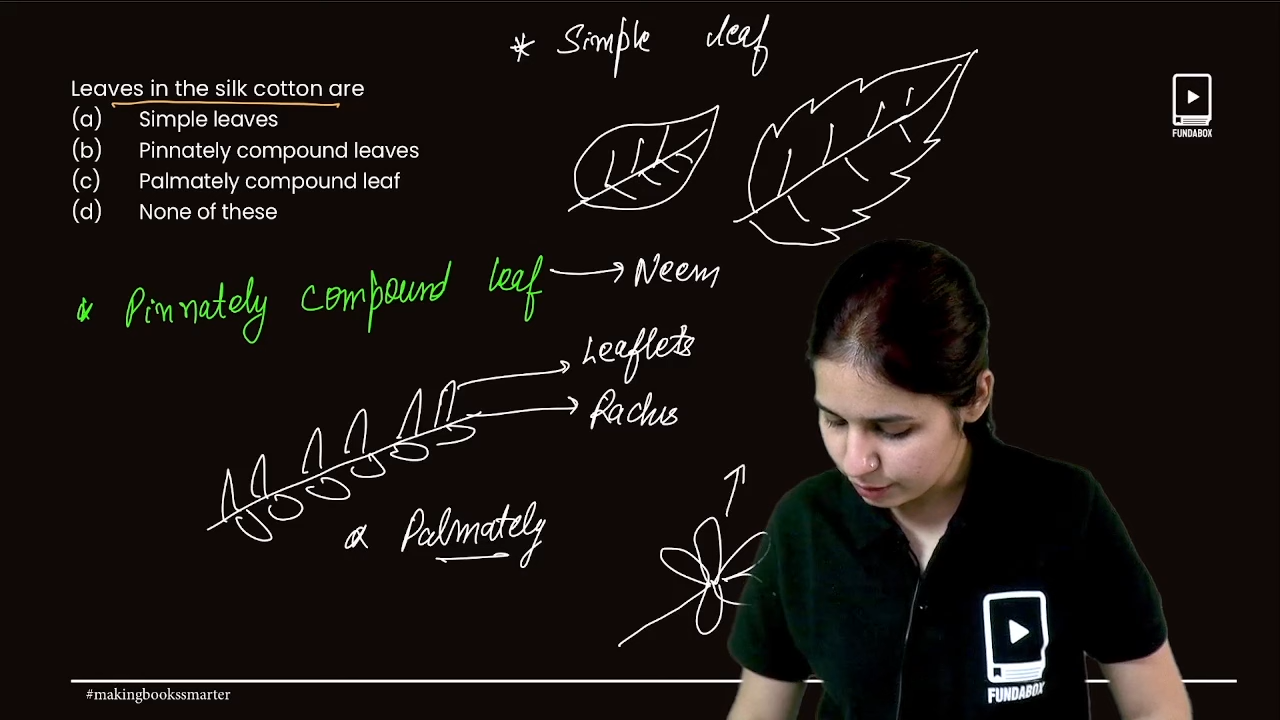 * Simple leaf
Leaves in the silk cotton are
(a) Simple leaves
(b) Pinnately compound leaves
(c) Palmately compound leaf
(d) None of these
FUNDABOX
* Pinnately compound leaf → Neem
Leaflets
Rachis
* Palmately
FUNDABOX
#makingbookssmarter